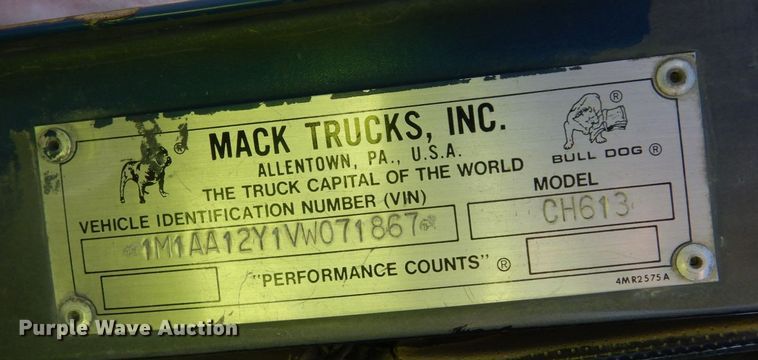 MACK TRUCKS, INC.
ALLENTOWN, PA., U.S.A.
THE TRUCK CAPITAL OF THE WORLD
®
®
BULL DOG ®
VEHICLE IDENTIFICATION NUMBER (VIN)
MODEL
1M1AA12Y1VW071867
CH613
"PERFORMANCE COUNTS" ®
4MR2575A
Purple Wave Auction